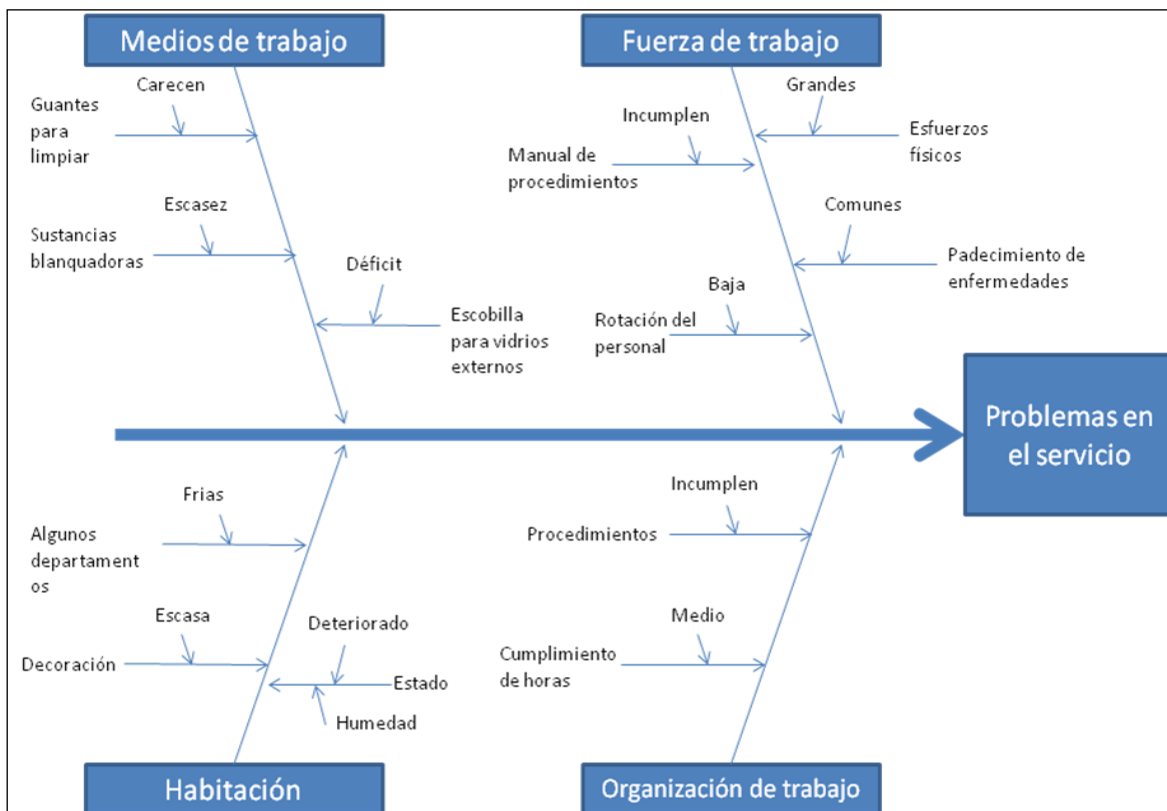 Medios de trabajo
Fuerza de trabajo
Carecen
Guantes
para
limpiar
Escasez
Sustancias
blanquadoras
Déficit
Escobilla
para vidrios
externos
Grandes
Incumplen
Esfuerzos
físicos
Manual de
procedimientos
Comunes
Padecimiento de
enfermedades
Baja
Rotación del
personal
Problemas en
el servicio
Frias
Algunos
departament
os
Escasa
Decoración
Deteriorado
Estado
Humedad
Incumplen
Procedimientos
Medio
Cumplimiento
de horas
Habitación
Organización de trabajo